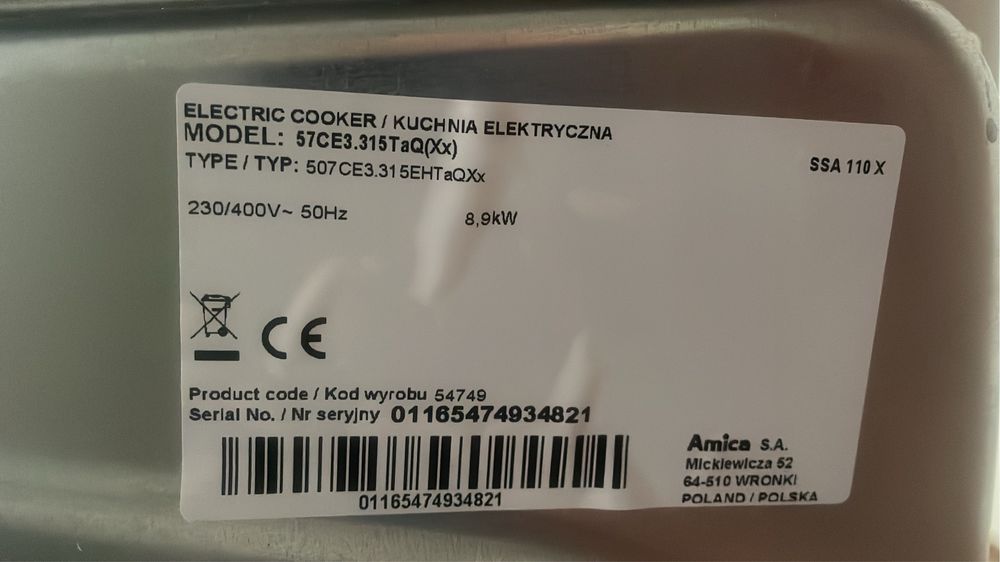 ELECTRIC COOKER / KUCHNIA ELEKTRYCZNA
MODEL: 57CE3.315TaQ(Xx)
TYPE / TYP: 507CE3.315EHTaQXx
SSA 110 X
230/400V~ 50Hz 8,9kW
CE
Product code / Kod wyrobu 54749
Serial No. / Nr seryjny 01165474934821
01165474934821
Amica S.A.
Mickiewicza 52
64-510 WRONKI
POLAND / POLSKA